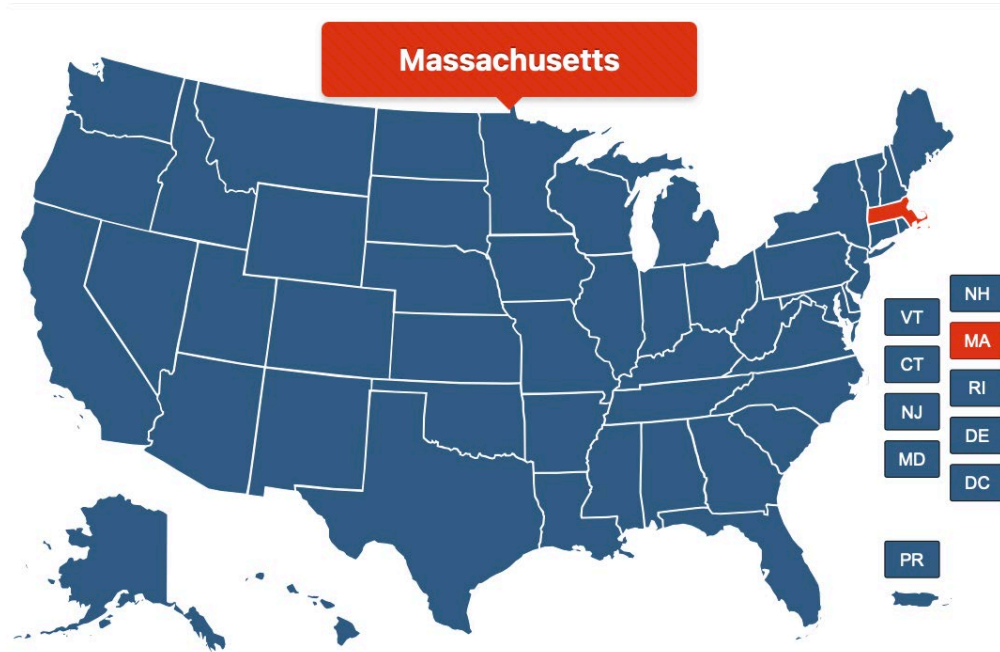 Massachusetts
NH
VT
MA
CT
RI
NJ
DE
MD
DC
PR